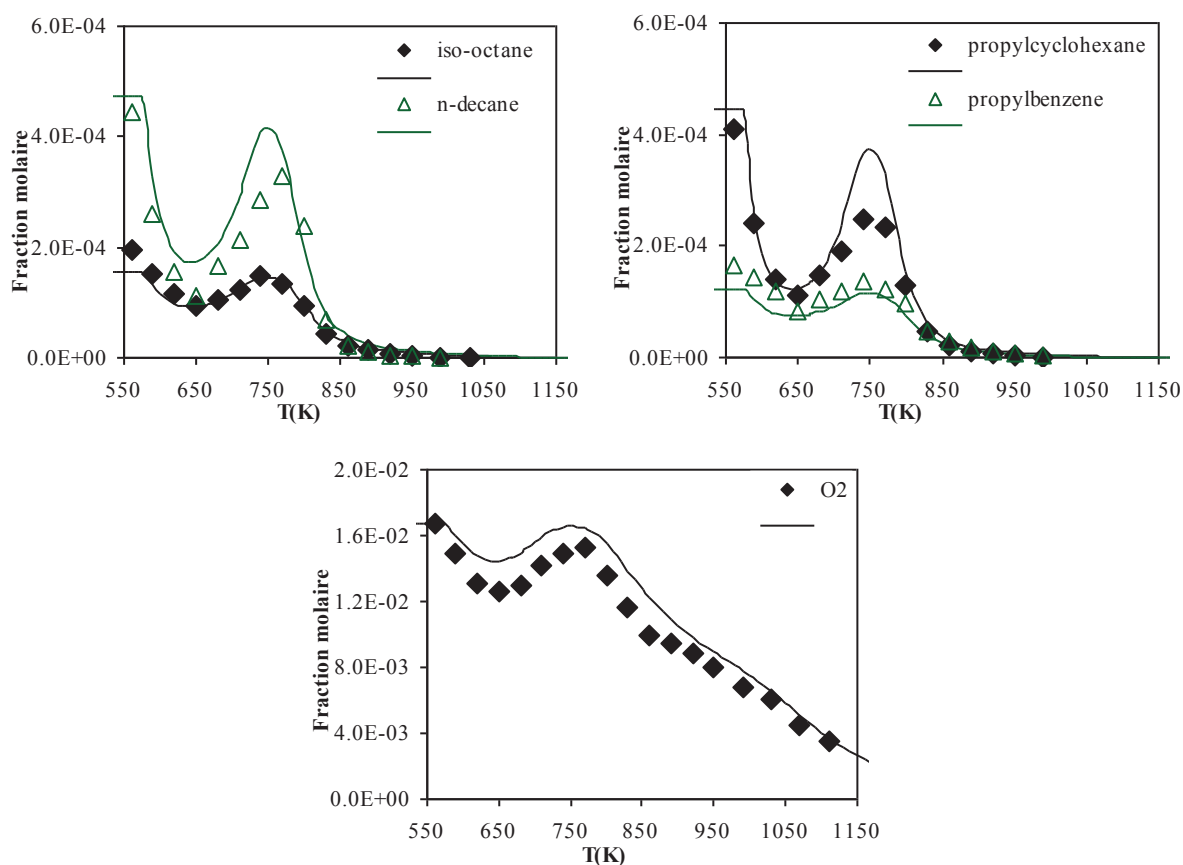 6.0E-04
4.0E-04
2.0E-04
0.0E+00
Fraction molaire
iso-octane
n-decane
550 650 750 850 950 1050 1150
T(K)
6.0E-04
4.0E-04
2.0E-04
0.0E+00
Fraction molaire
propylcyclohexane
propylbenzene
550 650 750 850 950 1050 1150
T(K)
2.0E-02
1.6E-02
1.2E-02
8.0E-03
4.0E-03
0.0E+00
Fraction molaire
O2
550 650 750 850 950 1050 1150
T(K)